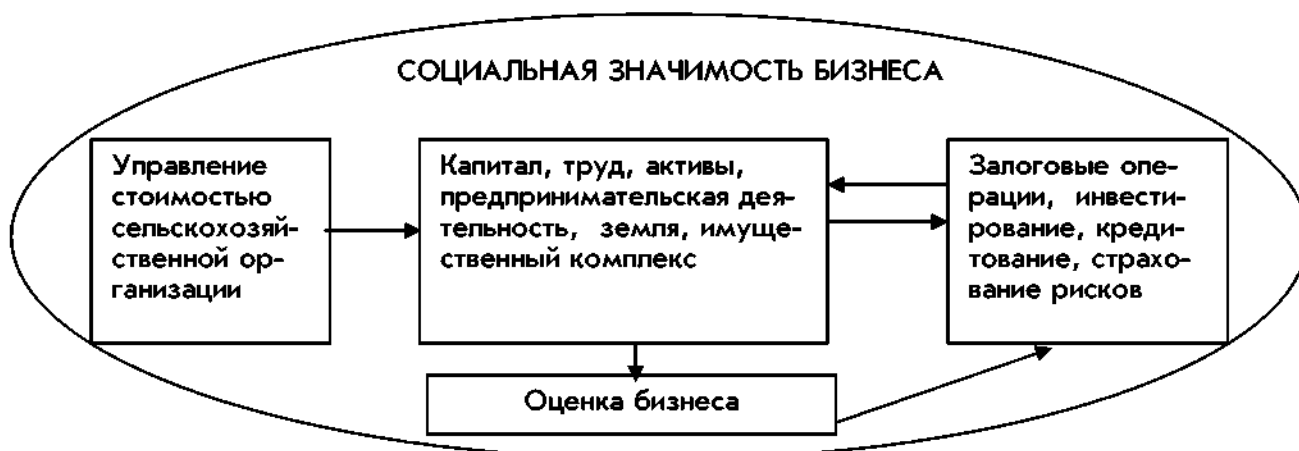 СОЦИАЛЬНАЯ ЗНАЧИМОСТЬ БИЗНЕСА
Управление
стоимостью
сельскохозяй-
ственной ор-
ганизации
Капитал, труд, активы,
предпринимательская дея-
тельность, земля, имуще-
ственный комплекс
Залоговые опе-
рации, инвести-
рование, креди-
тование, страхо-
вание рисков
Оценка бизнеса